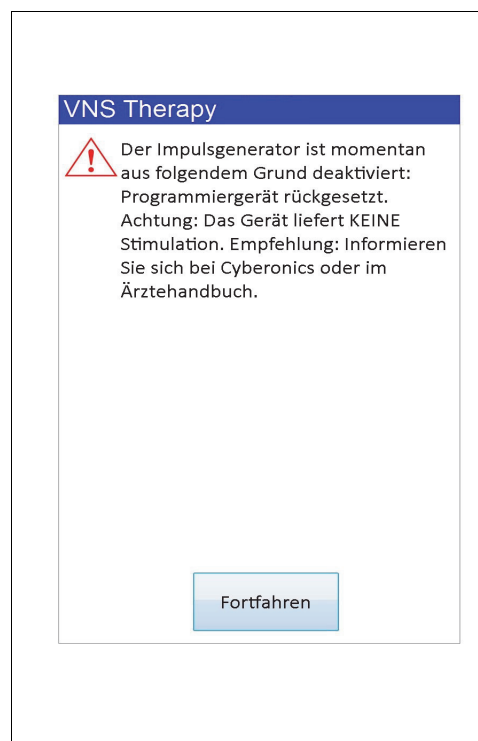 VNS Therapy
Der Impulsgenerator ist momentan
aus folgendem Grund deaktiviert:
Programmiergerät rückgesetzt.
Achtung: Das Gerät liefert KEINE
Stimulation. Empfehlung: Informieren
Sie sich bei Cyberonics oder im
Ärztehandbuch.
Fortfahren